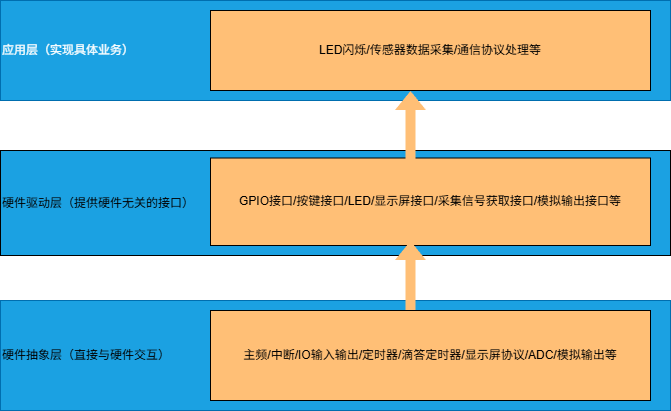 应用层（实现具体业务）
LED闪烁/传感器数据采集/通信协议处理等
硬件驱动层（提供硬件无关的接口）
GPIO接口/按键接口/LED/显示屏接口/采集信号获取接口/模拟输出接口等
硬件抽象层（直接与硬件交互）
主频/中断/IO输入输出/定时器/滴答定时器/显示屏协议/ADC/模拟输出等